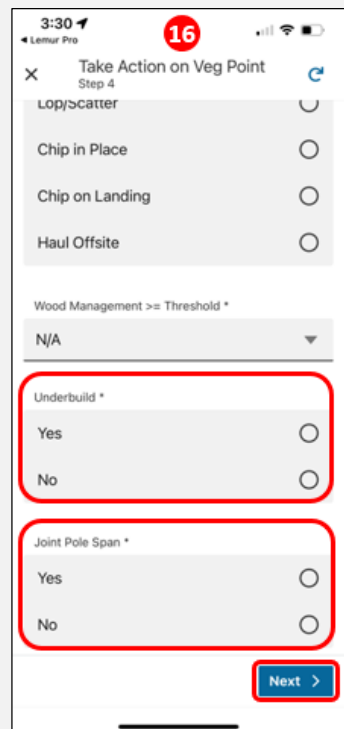 3:30
16
Lemur Pro
Take Action on Veg Point
Step 4
Lop/Scatter
Chip in Place
Chip on Landing
Haul Offsite
Wood Management >= Threshold *
N/A
Underbuild *
Yes
No
Joint Pole Span *
Yes
No
Next